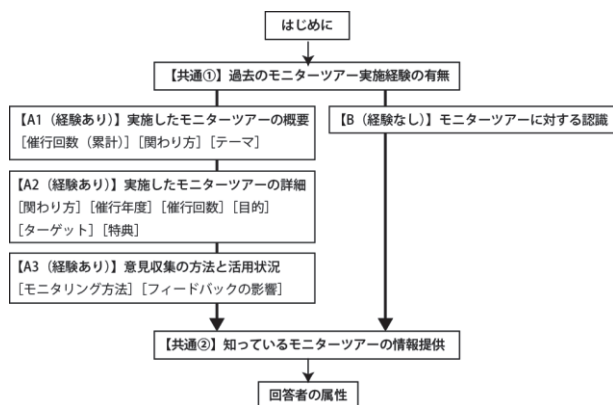 はじめに
【共通①】過去のモニターツアー実施経験の有無
【A1（経験あり）】実施したモニターツアーの概要
［催行回数（累計）］［関わり方］［テーマ］
【B（経験なし）】モニターツアーに対する認識
【A2（経験あり）】実施したモニターツアーの詳細
［関わり方］［催行年度］［催行回数］［目的］
［ターゲット］［特典］
【A3（経験あり）】意見収集の方法と活用状況
［モニタリング方法］［フィードバックの影響］
【共通②】知っているモニターツアーの情報提供
回答者の属性